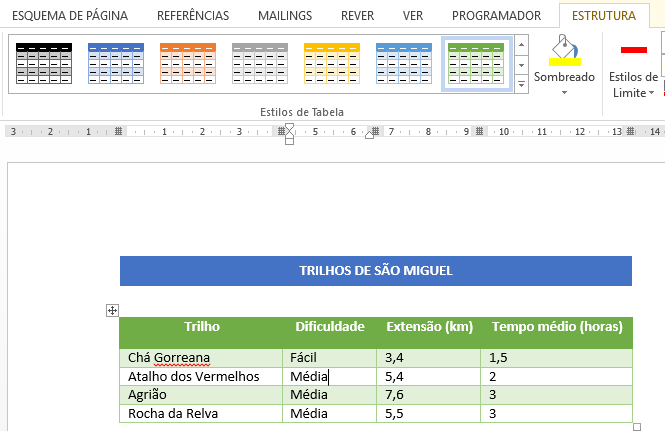 ESQUEMA DE PÁGINA REFERÊNCIAS MAILINGS REVER VER PROGRAMADOR ESTRUTURA
Sombreado
Estilos de
Limite
Estilos de Tabela
3 2 1 1 2 3 4 5 6 7 8 9 10 11 12 13 14
TRILHOS DE SÃO MIGUEL
Trilho Dificuldade Extensão (km) Tempo médio (horas)
Chá Gorreana Fácil 3,4 1,5
Atalho dos Vermelhos Média 5,4 2
Agrião Média 7,6 3
Rocha da Relva Média 5,5 3